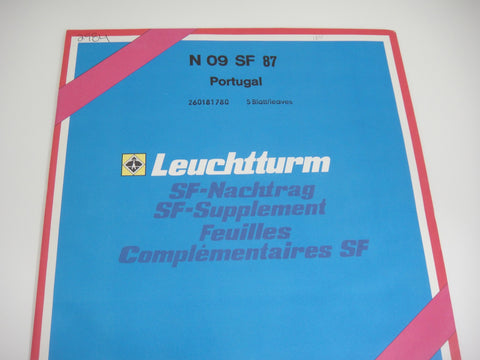 N 09 SF 87
Portugal
260181780 5 Blatt/leaves
Leuchtturm
SF-Nachtrag
SF-Supplement
Feuilles
Complémentaires SF